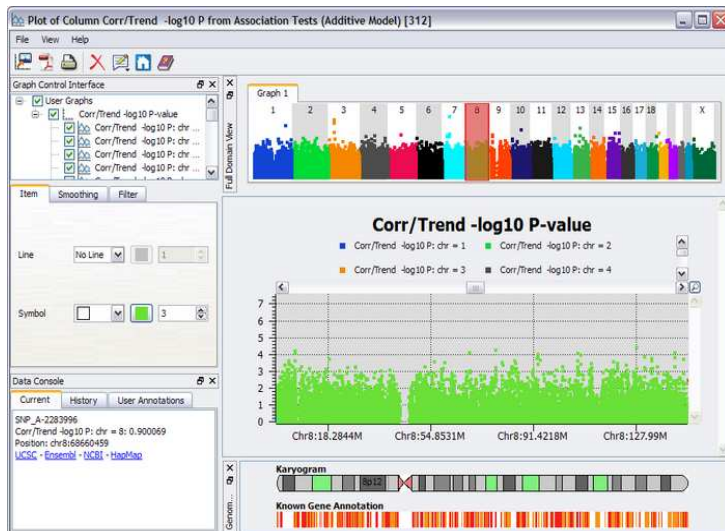 Plot of Column Corr/Trend -log10 P from Association Tests (Additive Model) [312]
File View Help
Graph Control Interface
User Graphs
Corr/Trend -log10 P-value
Corr/Trend -log10 P: chr ...
Corr/Trend -log10 P: chr ...
Corr/Trend -log10 P: chr ...
Item Smoothing Filter
Line No Line 1
Symbol 3
Data Console
Current History User Annotations
SNP_A-2283996
Corr/Trend -log10 P: chr = 8: 0.900069
Position: chr8:68660459
UCSC - Ensembl - NCBI - HapMap
Full Domain View
Graph 1
1 2 3 4 5 6 7 8 9 10 11 12 13 14 15 16 17 18 X
Corr/Trend -log10 P-value
Corr/Trend -log10 P: chr = 1 Corr/Trend -log10 P: chr = 2
Corr/Trend -log10 P: chr = 3 Corr/Trend -log10 P: chr = 4
7
6
5
4
3
2
1
0
Chr8:18.2844M Chr8:54.8531M Chr8:91.4218M Chr8:127.99M
Genom...
Karyogram
8p12
Known Gene Annotation